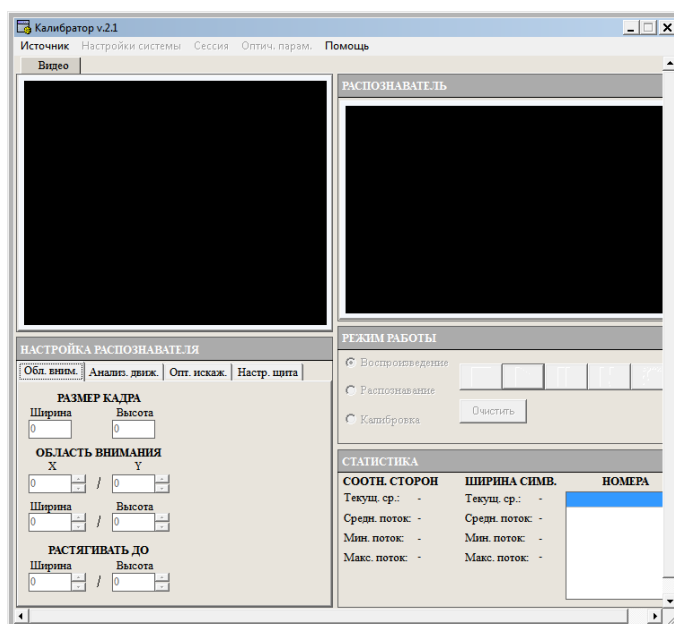 Калибратор v.2.1
Источник Настройки системы Сессия Оптич. парам. Помощь
Видео
РАСПОЗНАВАТЕЛЬ
НАСТРОЙКА РАСПОЗНАВАТЕЛЯ
Обл. вним. Анализ. движ. Опт. искаж. Настр. щита
РАЗМЕР КАДРА
Ширина Высота
0 0
ОБЛАСТЬ ВНИМАНИЯ
X Y
0 / 0
Ширина Высота
0 / 0
РАСТЯГИВАТЬ ДО
Ширина Высота
0 / 0
РЕЖИМ РАБОТЫ
Воспроизведение
Распознавание
Калибровка
Очистить
СТАТИСТИКА
СООТН. СТОРОН ШИРИНА СИМВ. НОМЕРА
Текущ. ср.: - Текущ. ср.: -
Средн. поток: - Средн. поток: -
Мин. поток: - Мин. поток: -
Макс. поток: - Макс. поток: -